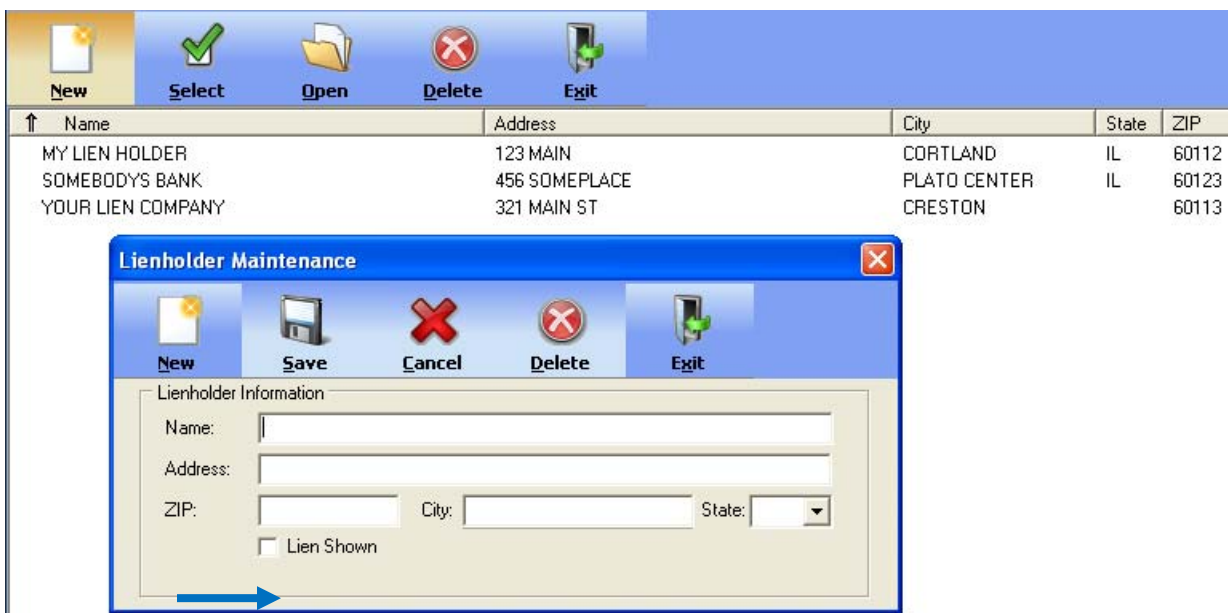 New Select Open Delete Exit
Name Address City State ZIP
MY LIEN HOLDER 123 MAIN CORTLAND IL 60112
SOMEBODY'S BANK 456 SOMEPLACE PLATO CENTER IL 60123
YOUR LIEN COMPANY 321 MAIN ST CRESTON 60113
Lienholder Maintenance
New Save Cancel Delete Exit
Lienholder Information
Name:
Address:
ZIP: City: State:
Lien Shown